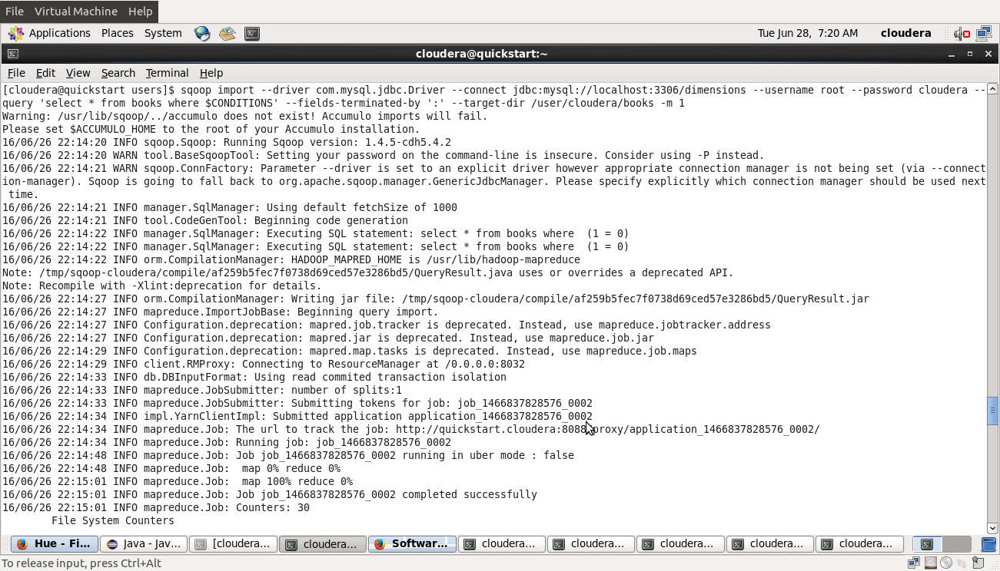 File Virtual Machine Help
Applications Places System Tue Jun 28, 7:20 AM cloudera
cloudera@quickstart:~
File Edit View Search Terminal Help
[cloudera@quickstart users]$ sqoop import --driver com.mysql.jdbc.Driver --connect jdbc:mysql://localhost:3306/dimensions --username root --password cloudera --
query 'select * from books where $CONDITIONS' --fields-terminated-by ':' --target-dir /user/cloudera/books -m 1
Warning: /usr/lib/sqoop/../accumulo does not exist! Accumulo imports will fail.
Please set $ACCUMULO_HOME to the root of your Accumulo installation.
16/06/26 22:14:20 INFO sqoop.Sqoop: Running Sqoop version: 1.4.5-cdh5.4.2
16/06/26 22:14:20 WARN tool.BaseSqoopTool: Setting your password on the command-line is insecure. Consider using -P instead.
16/06/26 22:14:21 WARN sqoop.ConnFactory: Parameter --driver is set to an explicit driver however appropriate connection manager is not being set (via --connect
ion-manager). Sqoop is going to fall back to org.apache.sqoop.manager.GenericJdbcManager. Please specify explicitly which connection manager should be used next
 time.
16/06/26 22:14:21 INFO manager.SqlManager: Using default fetchSize of 1000
16/06/26 22:14:21 INFO tool.CodeGenTool: Beginning code generation
16/06/26 22:14:22 INFO manager.SqlManager: Executing SQL statement: select * from books where  (1 = 0)
16/06/26 22:14:22 INFO manager.SqlManager: Executing SQL statement: select * from books where  (1 = 0)
16/06/26 22:14:22 INFO orm.CompilationManager: HADOOP_MAPRED_HOME is /usr/lib/hadoop-mapreduce
Note: /tmp/sqoop-cloudera/compile/af259b5fec7f0738d69ced57e3286bd5/QueryResult.java uses or overrides a deprecated API.
Note: Recompile with -Xlint:deprecation for details.
16/06/26 22:14:27 INFO orm.CompilationManager: Writing jar file: /tmp/sqoop-cloudera/compile/af259b5fec7f0738d69ced57e3286bd5/QueryResult.jar
16/06/26 22:14:27 INFO mapreduce.ImportJobBase: Beginning query import.
16/06/26 22:14:27 INFO Configuration.deprecation: mapred.job.tracker is deprecated. Instead, use mapreduce.jobtracker.address
16/06/26 22:14:27 INFO Configuration.deprecation: mapred.jar is deprecated. Instead, use mapreduce.job.jar
16/06/26 22:14:29 INFO Configuration.deprecation: mapred.map.tasks is deprecated. Instead, use mapreduce.job.maps
16/06/26 22:14:29 INFO client.RMProxy: Connecting to ResourceManager at /0.0.0.0:8032
16/06/26 22:14:33 INFO db.DBInputFormat: Using read commited transaction isolation
16/06/26 22:14:33 INFO mapreduce.JobSubmitter: number of splits:1
16/06/26 22:14:33 INFO mapreduce.JobSubmitter: Submitting tokens for job: job_1466837828576_0002
16/06/26 22:14:34 INFO impl.YarnClientImpl: Submitted application application_1466837828576_0002
16/06/26 22:14:34 INFO mapreduce.Job: The url to track the job: http://quickstart.cloudera:8088/proxy/application_1466837828576_0002/
16/06/26 22:14:34 INFO mapreduce.Job: Running job: job_1466837828576_0002
16/06/26 22:14:48 INFO mapreduce.Job: Job job_1466837828576_0002 running in uber mode : false
16/06/26 22:14:48 INFO mapreduce.Job:  map 0% reduce 0%
16/06/26 22:15:01 INFO mapreduce.Job:  map 100% reduce 0%
16/06/26 22:15:01 INFO mapreduce.Job: Job job_1466837828576_0002 completed successfully
16/06/26 22:15:01 INFO mapreduce.Job: Counters: 30
        File System Counters
Hue - Fi... Java - Jav... [cloudera... cloudera... Softwar... cloudera... cloudera... cloudera... cloudera... cloudera...
To release input, press Ctrl+Alt